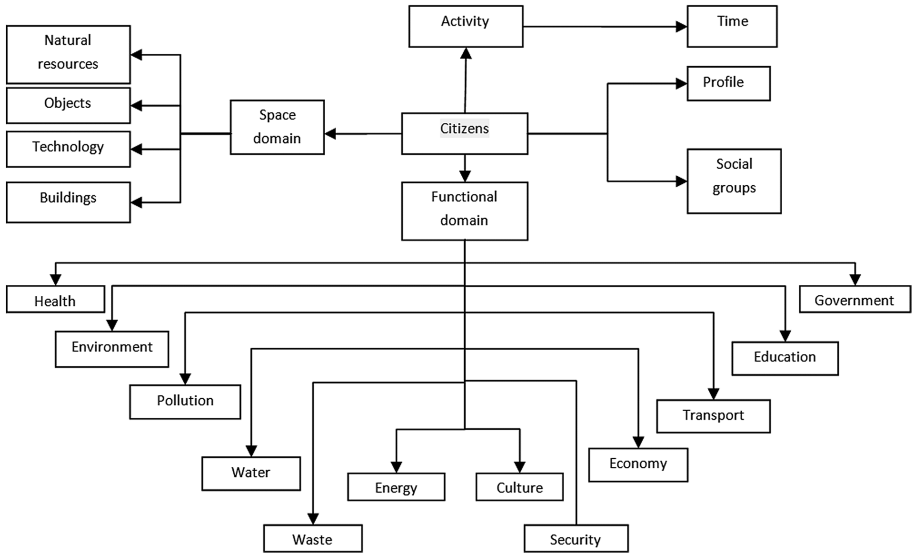 Activity
Time
Natural
resources
Profile
Objects
Space
domain
Citizens
Technology
Social
groups
Buildings
Functional
domain
Health
Government
Environment
Education
Pollution
Transport
Water
Economy
Energy
Culture
Waste
Security